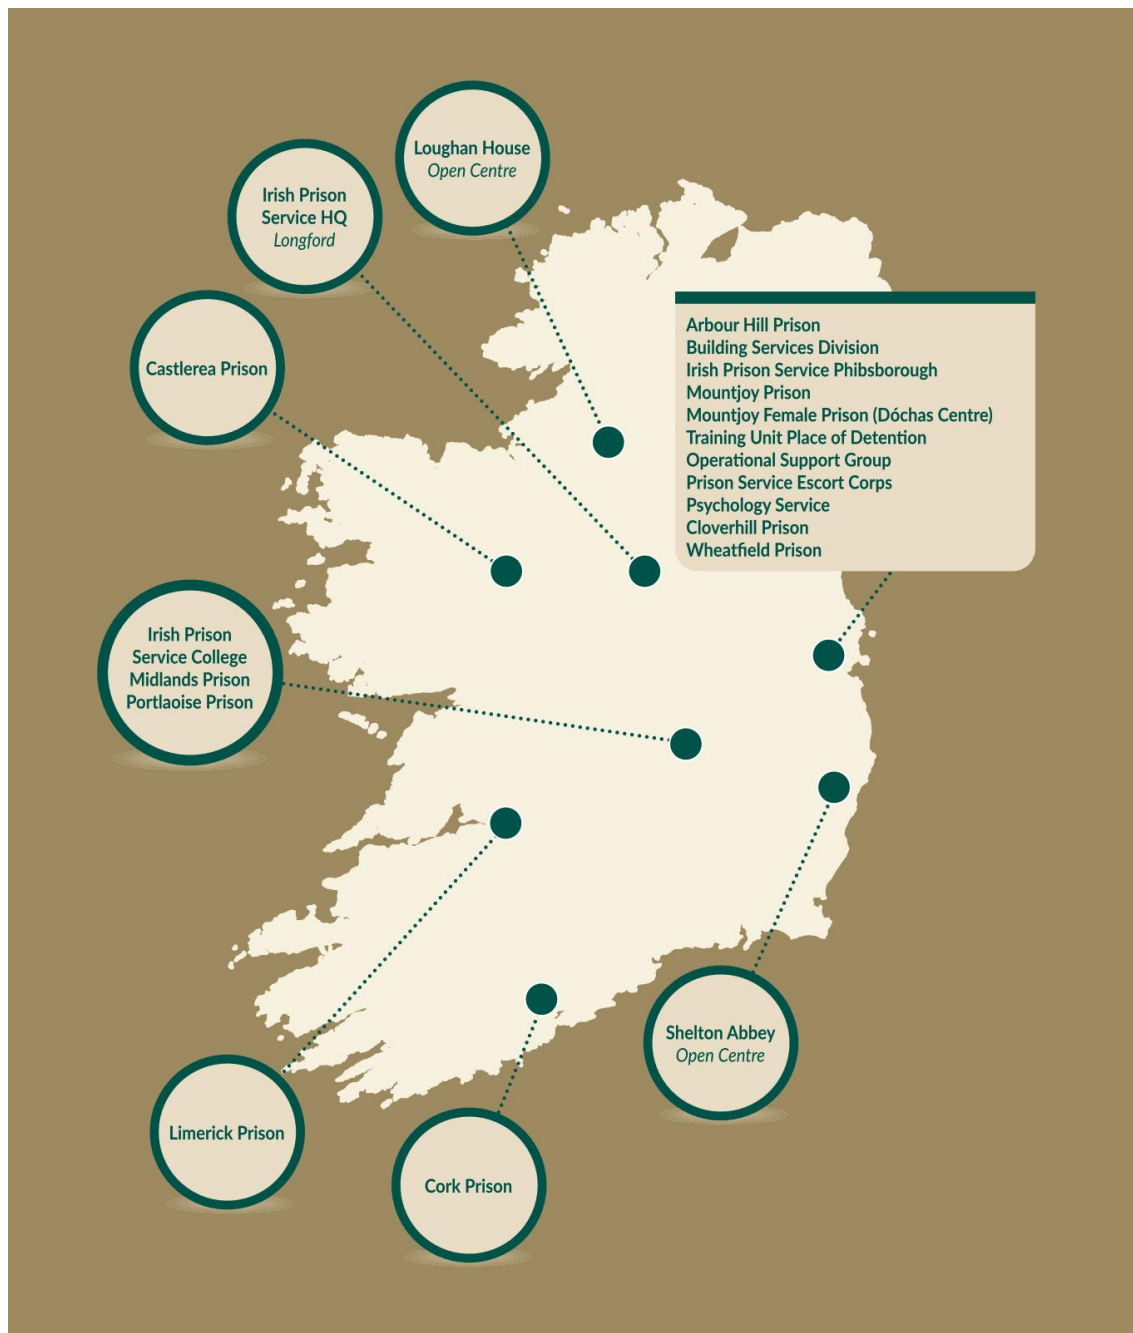 Loughan House
Open Centre
Irish Prison
Service HQ
Longford
Castlerea Prison
Arbour Hill Prison
Building Services Division
Irish Prison Service Phibsborough
Mountjoy Prison
Mountjoy Female Prison (Dóchas Centre)
Training Unit Place of Detention
Operational Support Group
Prison Service Escort Corps
Psychology Service
Cloverhill Prison
Wheatfield Prison
Irish Prison
Service College
Midlands Prison
Portlaoise Prison
Shelton Abbey
Open Centre
Limerick Prison
Cork Prison